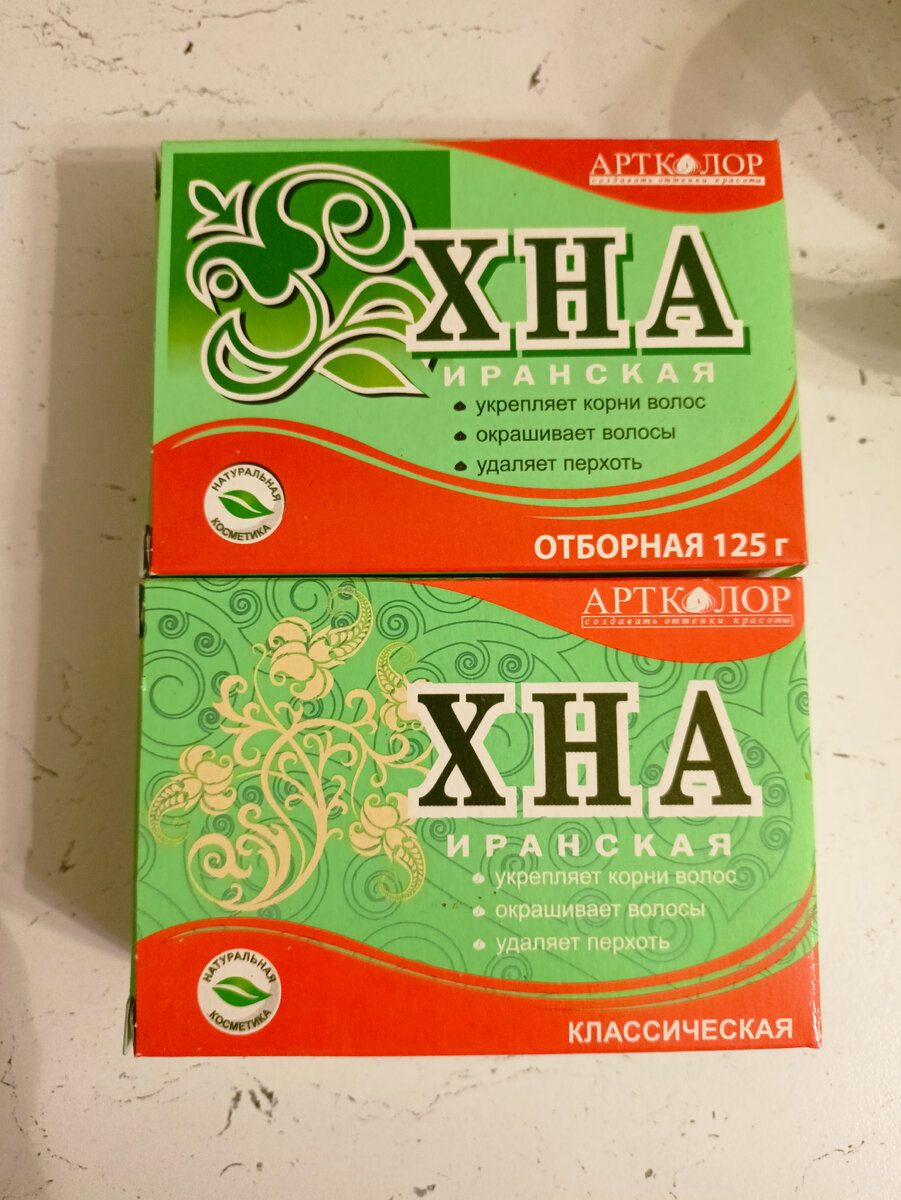 АРТКОЛОР
создавать оттенки красоты
ХНА
ИРАНСКАЯ
укрепляет корни волос
окрашивает волосы
удаляет перхоть
НАТУРАЛЬНАЯ
КОСМЕТИКА
ОТБОРНАЯ 125 г
АРТКОЛОР
создавать оттенки красоты
ХНА
ИРАНСКАЯ
укрепляет корни волос
окрашивает волосы
удаляет перхоть
НАТУРАЛЬНАЯ
КОСМЕТИКА
КЛАССИЧЕСКАЯ